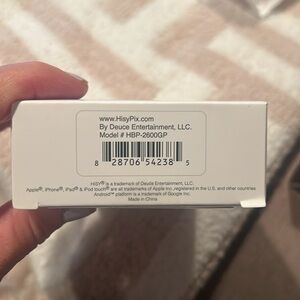 www.HisyPix.com
By Deuce Entertainment, LLC.
Model # HBP-2600GP
8 28706 54238 5
HISY® is a trademark of Deuce Entertainment, LLC.
Apple®, iPhone®, iPad® & iPod touch® are all trademarks of Apple Inc., registered in the U.S. and other countries
Android™ platform is a trademark of Google Inc.
Made in China